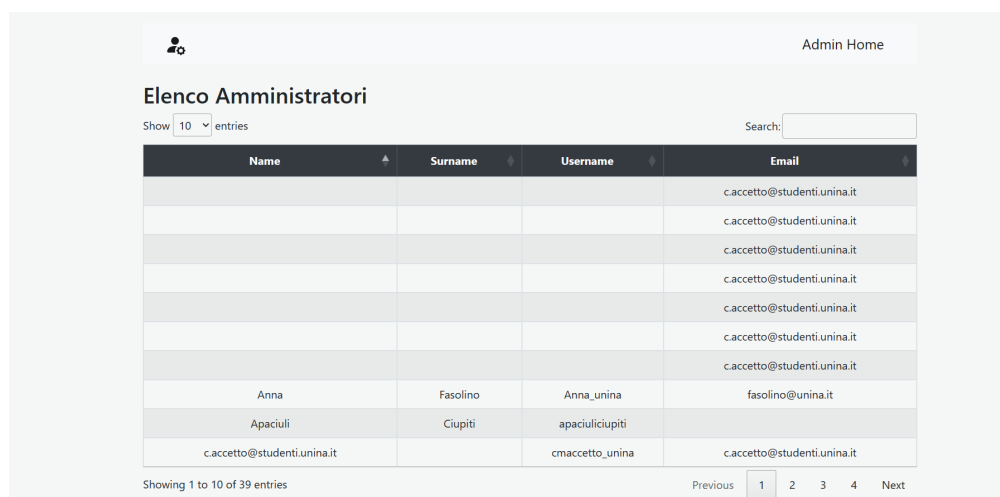 Admin Home
Elenco Amministratori
Show 10 entries Search:
Name Surname Username Email
c.accetto@studenti.unina.it
c.accetto@studenti.unina.it
c.accetto@studenti.unina.it
c.accetto@studenti.unina.it
c.accetto@studenti.unina.it
c.accetto@studenti.unina.it
c.accetto@studenti.unina.it
Anna Fasolino Anna_unina fasolino@unina.it
Apaciuli Ciupiti apaciuliciupiti
c.accetto@studenti.unina.it cmaccetto_unina c.accetto@studenti.unina.it
Showing 1 to 10 of 39 entries Previous 1 2 3 4 Next